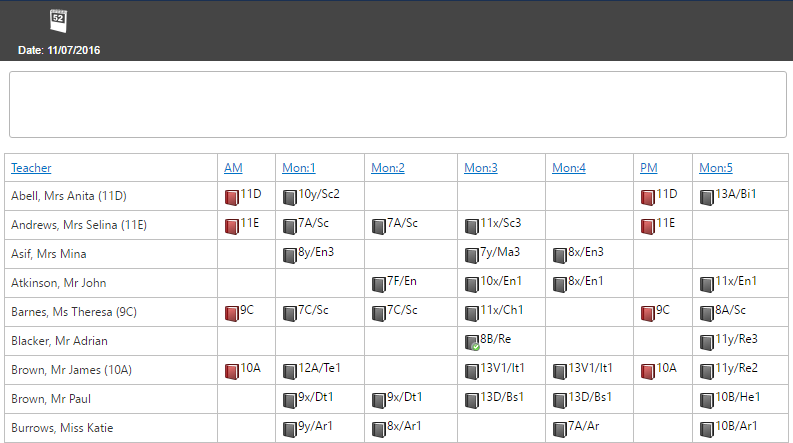 52
Date: 11/07/2016
Teacher AM Mon:1 Mon:2 Mon:3 Mon:4 PM Mon:5
Abell, Mrs Anita (11D) 11D 10y/Sc2 11D 13A/Bi1
Andrews, Mrs Selina (11E) 11E 7A/Sc 7A/Sc 11x/Sc3 11E
Asif, Mrs Mina 8y/En3 7y/Ma3 8x/En3
Atkinson, Mr John 7F/En 10x/En1 8x/En1 11x/En1
Barnes, Ms Theresa (9C) 9C 7C/Sc 7C/Sc 11x/Ch1 9C 8A/Sc
Blacker, Mr Adrian 8B/Re 11y/Re3
Brown, Mr James (10A) 10A 12A/Te1 13V1/It1 13V1/It1 10A 11y/Re2
Brown, Mr Paul 9x/Dt1 9x/Dt1 13D/Bs1 13D/Bs1 10B/He1
Burrows, Miss Katie 9y/Ar1 8x/Ar1 7A/Ar 10B/Ar1